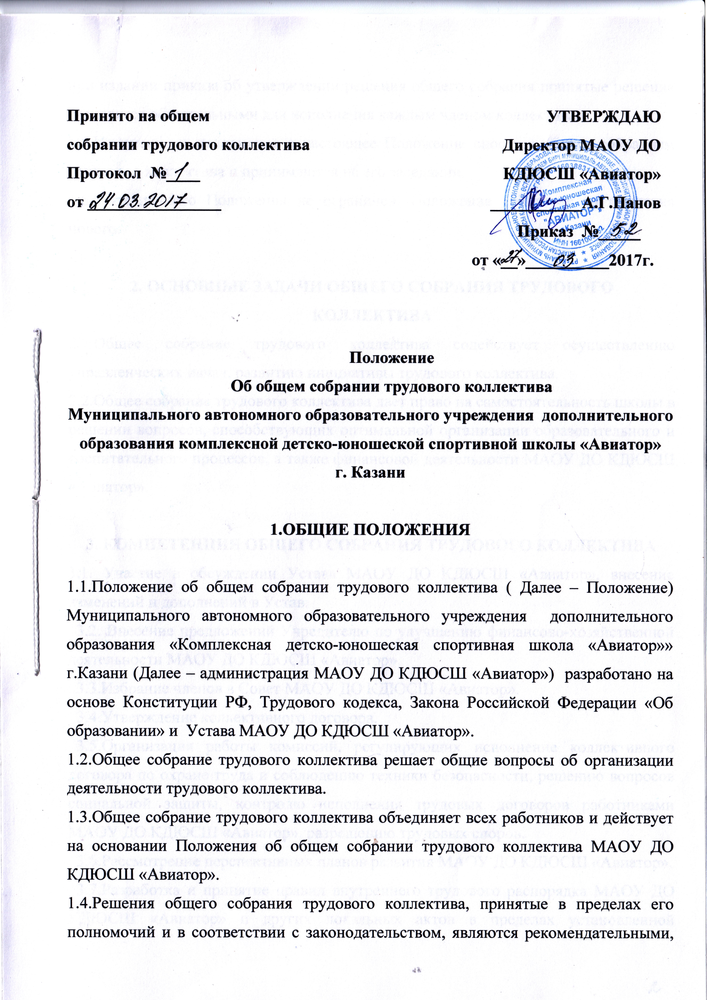 Принято на общем
собрании трудового коллектива
Протокол № 1
от 24.03.2017
УТВЕРЖДАЮ
Директор МАОУ ДО
КДЮСШ «Авиатор»
А.Г.Панов
Приказ № 52
от «27» 03 2017г.
Комплексная
спортивная школа
"АВИАТОР"
Казани
Положение
Об общем собрании трудового коллектива
Муниципального автономного образовательного учреждения дополнительного
образования комплексной детско-юношеской спортивной школы «Авиатор»
г. Казани
1.ОБЩИЕ ПОЛОЖЕНИЯ
1.1.Положение об общем собрании трудового коллектива ( Далее – Положение)
Муниципального автономного образовательного учреждения дополнительного
образования «Комплексная детско-юношеская спортивная школа «Авиатор»»
г.Казани (Далее – администрация МАОУ ДО КДЮСШ «Авиатор») разработано на
основе Конституции РФ, Трудового кодекса, Закона Российской Федерации «Об
образовании» и Устава МАОУ ДО КДЮСШ «Авиатор».
1.2.Общее собрание трудового коллектива решает общие вопросы об организации
деятельности трудового коллектива.
1.3.Общее собрание трудового коллектива объединяет всех работников и действует
на основании Положения об общем собрании трудового коллектива МАОУ ДО
КДЮСШ «Авиатор».
1.4.Решения общего собрания трудового коллектива, принятые в пределах его
полномочий и в соответствии с законодательством, являются рекомендательными,